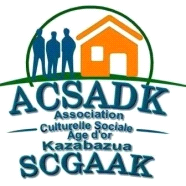 ACSADK
Association
Culturelle Sociale
Age d'or
Kazabazua
SCGAAK